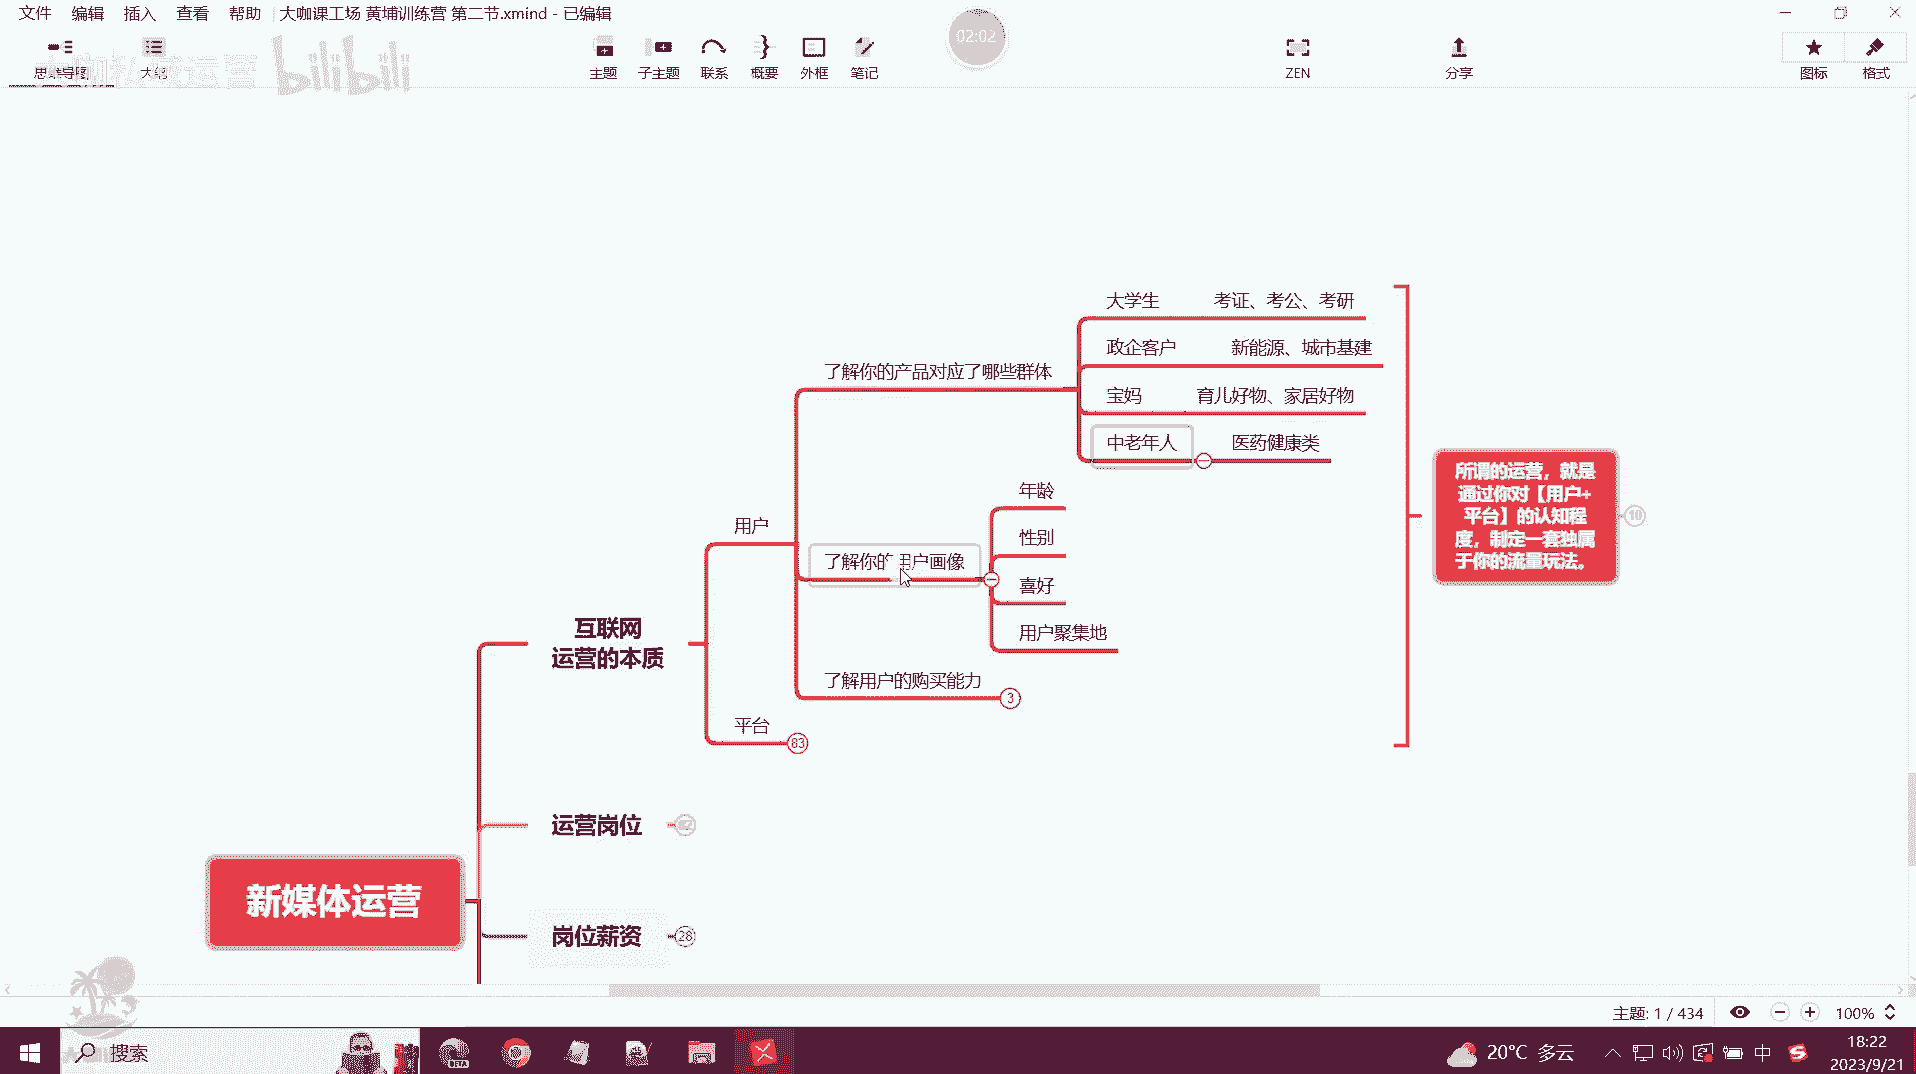 文件 编辑 插入 查看 帮助 大咖课工场 黄埔训练营 第二节.xmind - 已编辑
思维导图 大纲 主题 子主题 联系 概要 外框 笔记 02:02 ZEN 分享 图标 格式
bilibili
大学生 考证、考公、考研
政企客户 新能源、城市基建
了解你的产品对应了哪些群体
宝妈 育儿好物、家居好物
中老年人 医药健康类
所谓的运营，就是
通过你对【用户+
平台】的认知程
度，制定一套独属
于你的流量玩法。
10
年龄
用户
性别
了解你的用户画像
喜好
用户聚集地
互联网
运营的本质
了解用户的购买能力 3
平台 83
运营岗位
新媒体运营
岗位薪资 28
主题: 1 / 434 100%
搜索
BETA
20°C 多云 中
18:22
2023/9/21